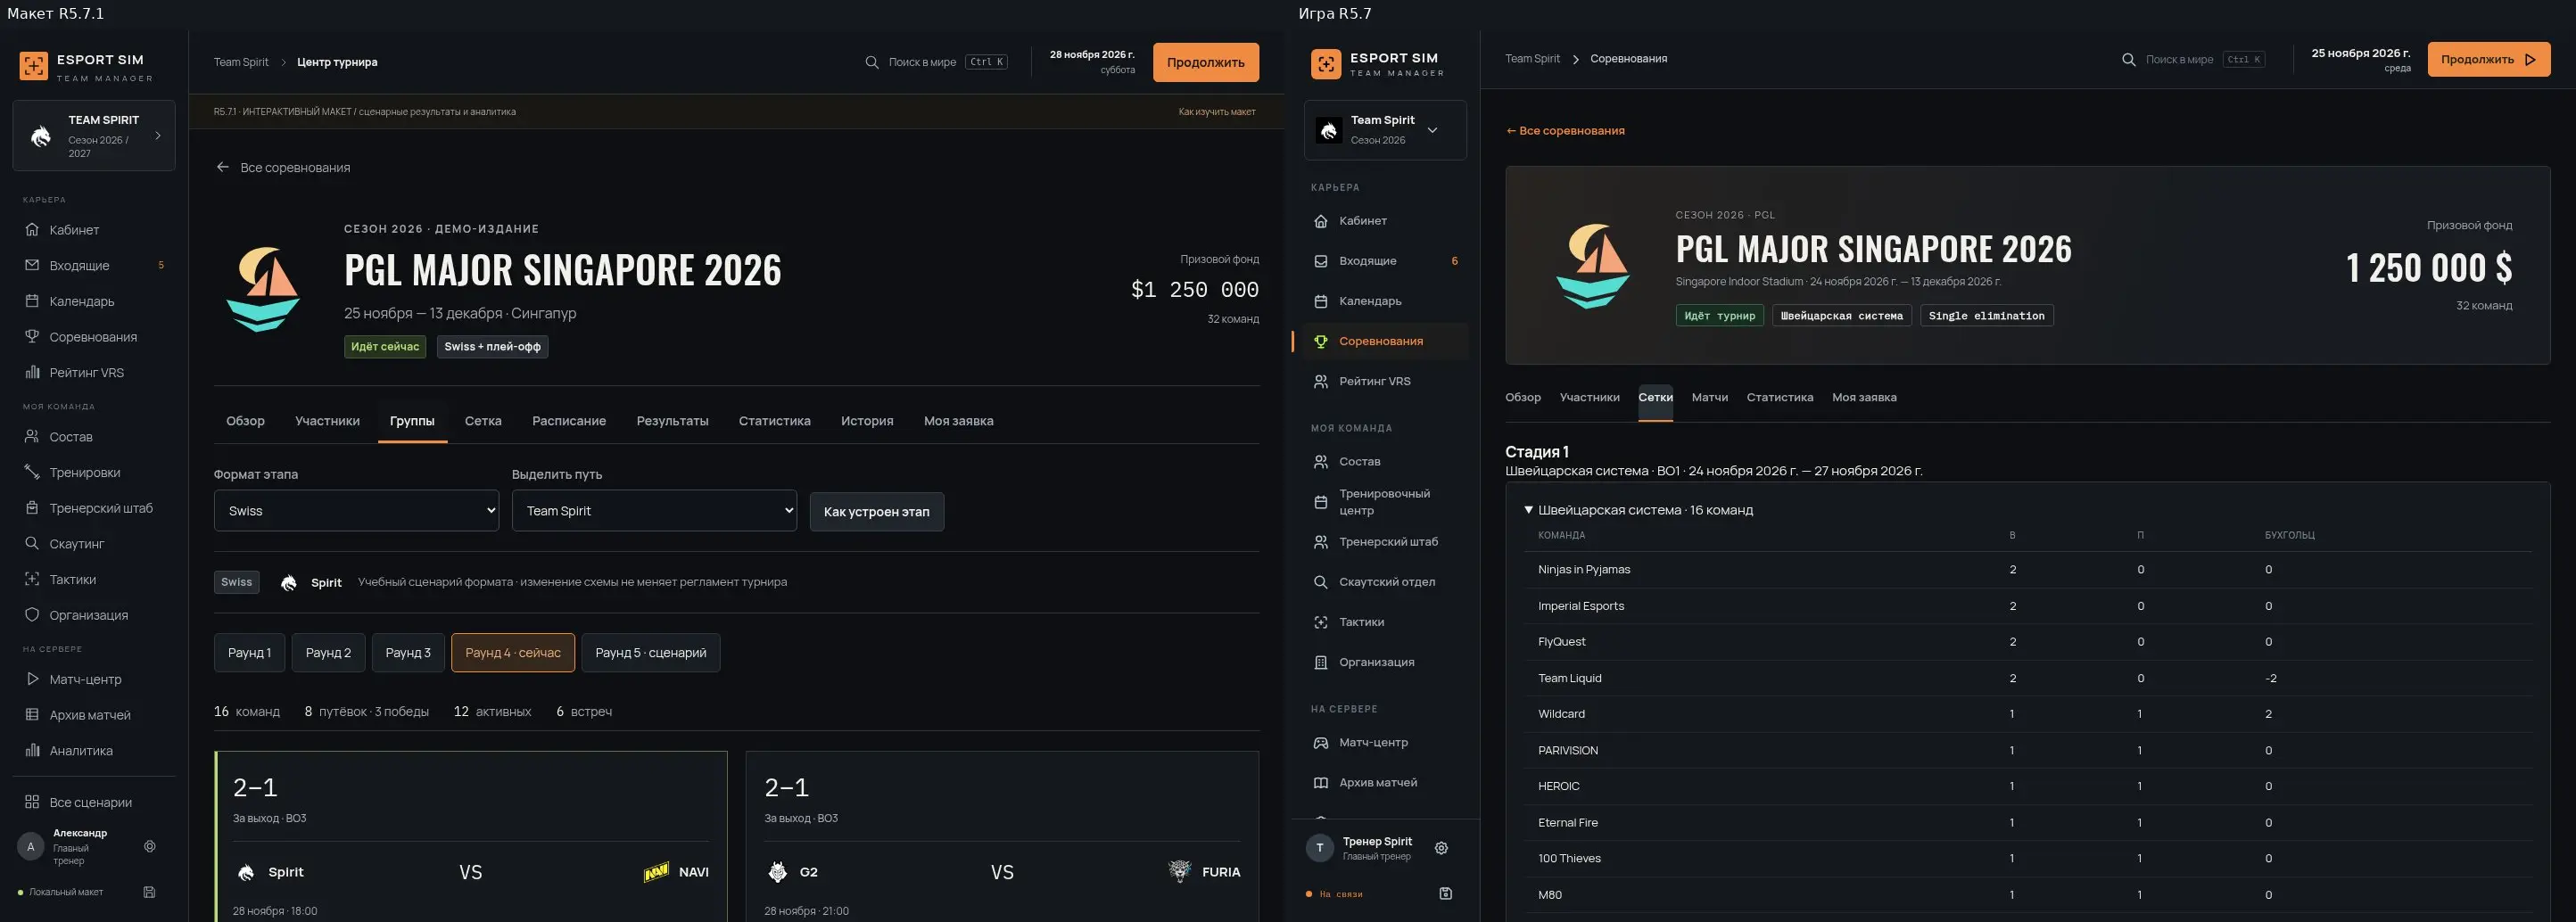 Макет R5.7.1
ESPORT SIM
TEAM MANAGER
TEAM SPIRIT
Сезон 2026 /
2027
КАРЬЕРА
Кабинет
Входящие 5
Календарь
Соревнования
Рейтинг VRS
МОЯ КОМАНДА
Состав
Тренировки
Тренерский штаб
Скаутинг
Тактики
Организация
НА СЕРВЕРЕ
Матч-центр
Архив матчей
Аналитика
Все сценарии
А
Александр
Главный
тренер
Локальный макет
Team Spirit > Центр турнира
Поиск в мире Ctrl K
28 ноября 2026 г.
суббота
Продолжить
R5.7.1 · ИНТЕРАКТИВНЫЙ МАКЕТ / сценарные результаты и аналитика
Как изучить макет
← Все соревнования
СЕЗОН 2026 · ДЕМО-ИЗДАНИЕ
PGL MAJOR SINGAPORE 2026
25 ноября — 13 декабря · Сингапур
Идёт сейчас Swiss + плей-офф
Призовой фонд
$1 250 000
32 команд
Обзор Участники Группы Сетка Расписание Результаты Статистика История Моя заявка
Формат этапа Выделить путь
Swiss Team Spirit Как устроен этап
Swiss Spirit Учебный сценарий формата · изменение схемы не меняет регламент турнира
Раунд 1 Раунд 2 Раунд 3 Раунд 4 · сейчас Раунд 5 · сценарий
16 команд 8 путёвок · 3 победы 12 активных 6 встреч
2–1
За выход · BO3
Spirit VS NAVI
28 ноября · 18:00
2–1
За выход · BO3
G2 VS FURIA
28 ноября · 21:00
Игра R5.7
ESPORT SIM
TEAM MANAGER
Team Spirit
Сезон 2026
КАРЬЕРА
Кабинет
Входящие 6
Календарь
Соревнования
Рейтинг VRS
МОЯ КОМАНДА
Состав
Тренировочный
центр
Тренерский штаб
Скаутский отдел
Тактики
Организация
НА СЕРВЕРЕ
Матч-центр
Архив матчей
Т
Тренер Spirit
Главный тренер
На связи
Team Spirit > Соревнования
Поиск в мире Ctrl K
25 ноября 2026 г.
среда
Продолжить
← Все соревнования
СЕЗОН 2026 · PGL
PGL MAJOR SINGAPORE 2026
Singapore Indoor Stadium · 24 ноября 2026 г. — 13 декабря 2026 г.
Идёт турнир Швейцарская система Single elimination
Призовой фонд
1 250 000 $
32 команд
Обзор Участники Сетки Матчи Статистика Моя заявка
Стадия 1
Швейцарская система · BO1 · 24 ноября 2026 г. — 27 ноября 2026 г.
▼ Швейцарская система · 16 команд
КОМАНДА В П БУХГОЛЬЦ
Ninjas in Pyjamas 2 0 0
Imperial Esports 2 0 0
FlyQuest 2 0 0
Team Liquid 2 0 -2
Wildcard 1 1 2
PARIVISION 1 1 0
HEROIC 1 1 0
Eternal Fire 1 1 0
100 Thieves 1 1 0
M80 1 1 0